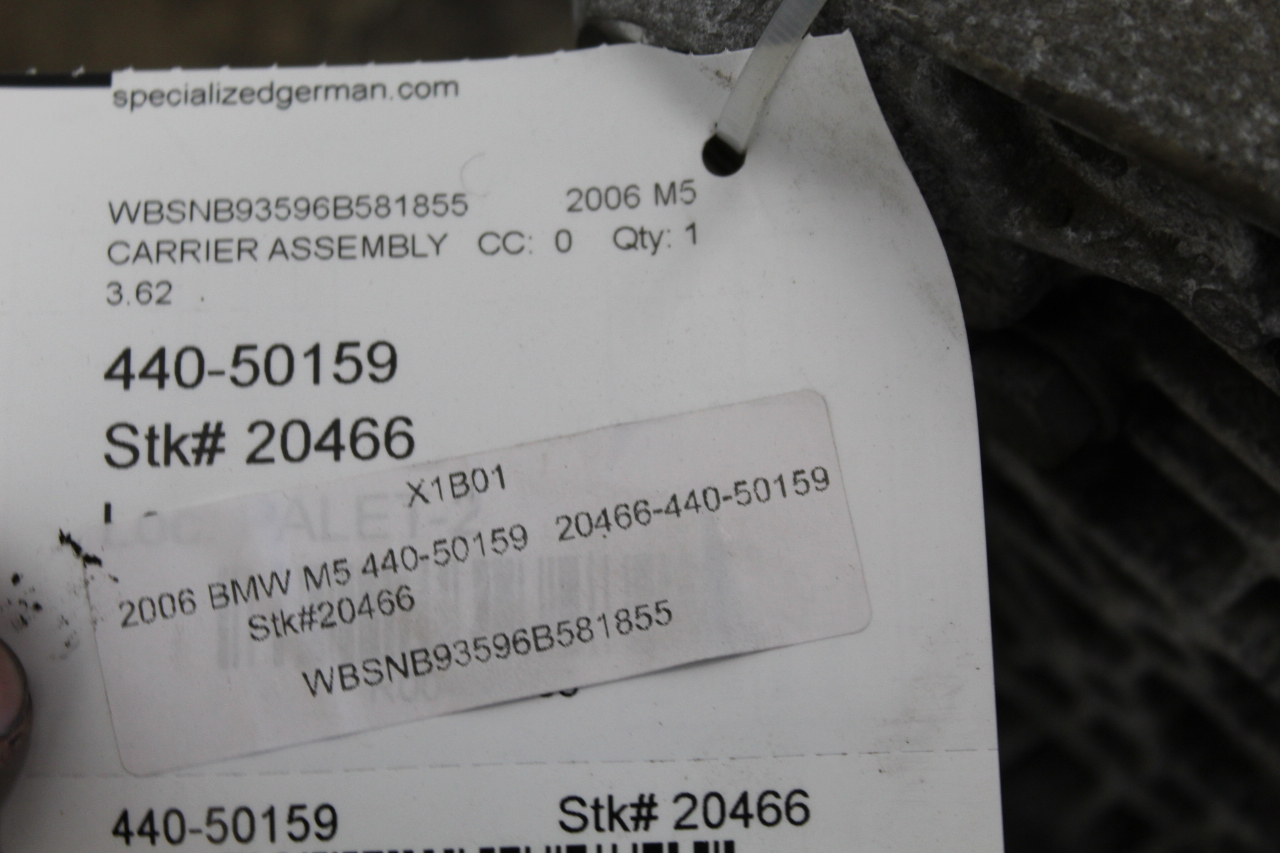 specializedgerman.com
WBSNB93596B581855 2006 M5
CARRIER ASSEMBLY CC: 0 Qty: 1
3.62 .
440-50159
Stk# 20466
X1B01
2006 BMW M5 440-50159 20466-440-50159
Stk#20466
WBSNB93596B581855
440-50159 Stk# 20466